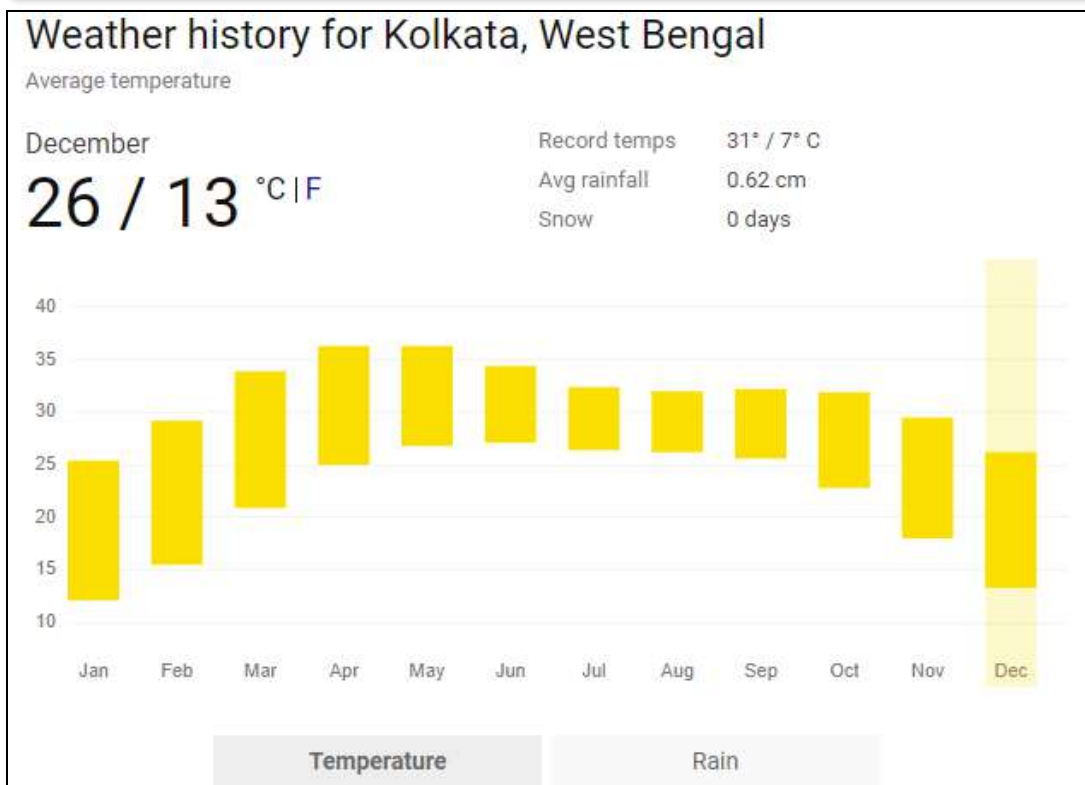 Weather history for Kolkata, West Bengal
Average temperature
December
26 / 13 °C | F
Record temps 31° / 7° C
Avg rainfall 0.62 cm
Snow 0 days
40
35
30
25
20
15
10
Jan Feb Mar Apr May Jun Jul Aug Sep Oct Nov Dec
Temperature Rain